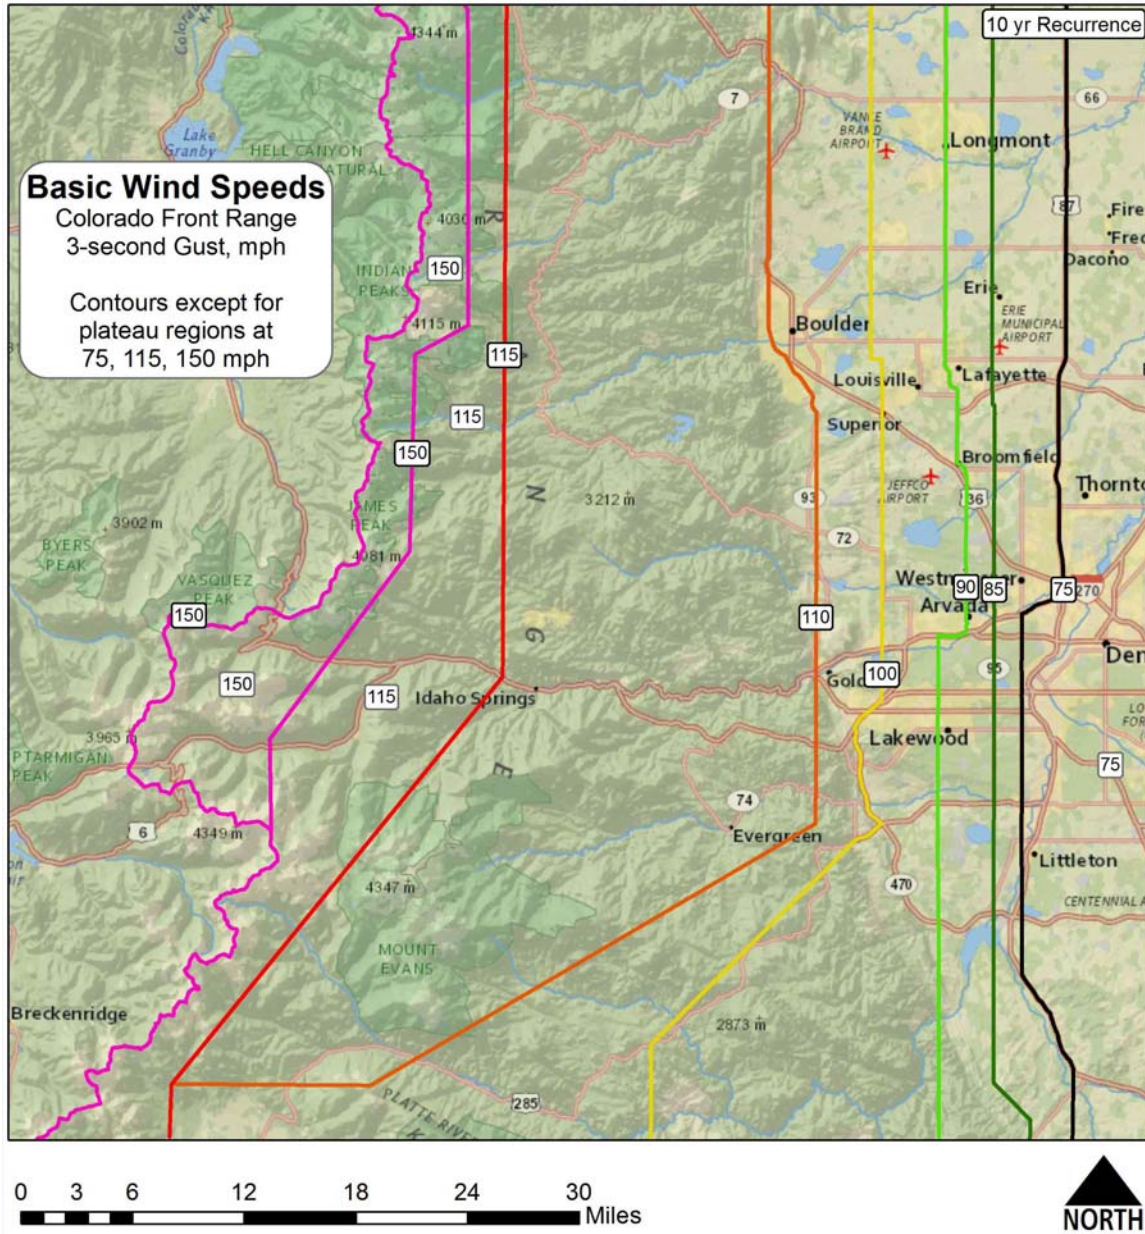 10 yr Recurrence
4344 m
7
66
Lake
Granby
VANCE
BRAND
AIRPORT
Longmont
HELL CANYON
NATURAL
Basic Wind Speeds
Colorado Front Range
3-second Gust, mph
Contours except for
plateau regions at
75, 115, 150 mph
R
4030 m
87
Fire
Fred
Dacono
150
INDIAN
PEAKS
Erie
4115 m
Boulder
ERIE
MUNICIPAL
AIRPORT
115
Louisville
Lafayette
115
Superior
150
Broomfield
N
3212 m
93
JEFFCO
AIRPORT
36
Thornto
3902 m
JAMES
PEAK
72
BYERS
PEAK
4081 m
VASQUEZ
PEAK
90
85
75
270
150
110
Arvada
G
150
115
Idaho Springs
100
95
Den
3965 m
Lakewood
PTARMIGAN
PEAK
E
75
74
6
4349 m
Evergreen
Littleton
4347 m
470
CENTENNIAL A
MOUNT
EVANS
Breckenridge
2873 m
285
PLATTE RIVER
0 3 6 12 18 24 30
Miles
NORTH